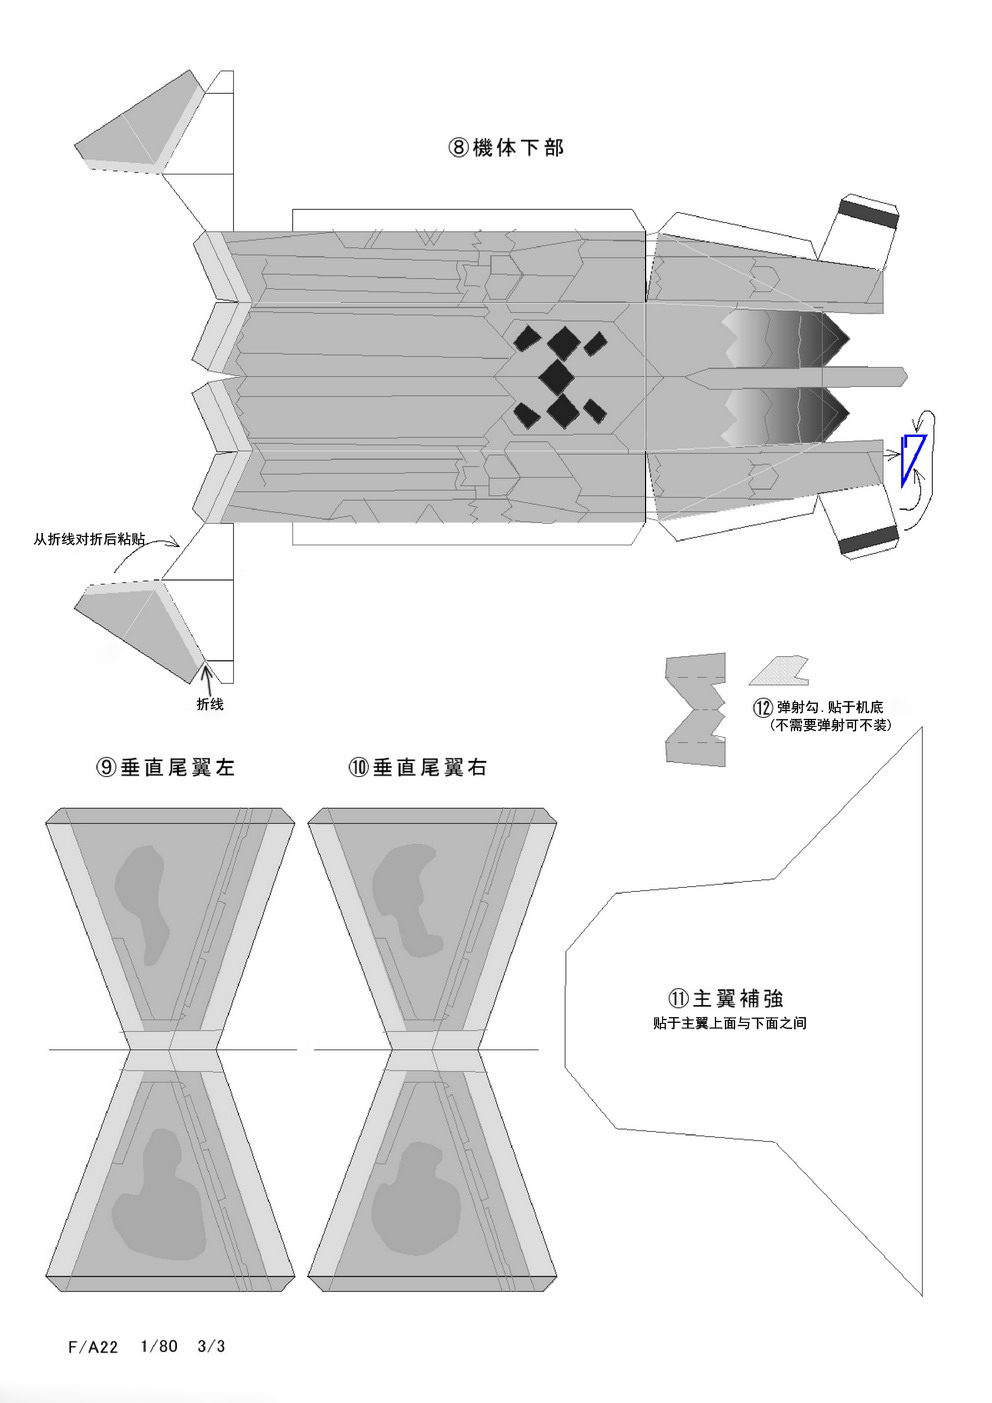 ⑧機体下部
从折线对折后粘贴
折线
⑫弹射勾.贴于机底
(不需要弹射可不装)
⑨垂直尾翼左
⑩垂直尾翼右
⑪主翼補強
贴于主翼上面与下面之间
F/A22 1/80 3/3